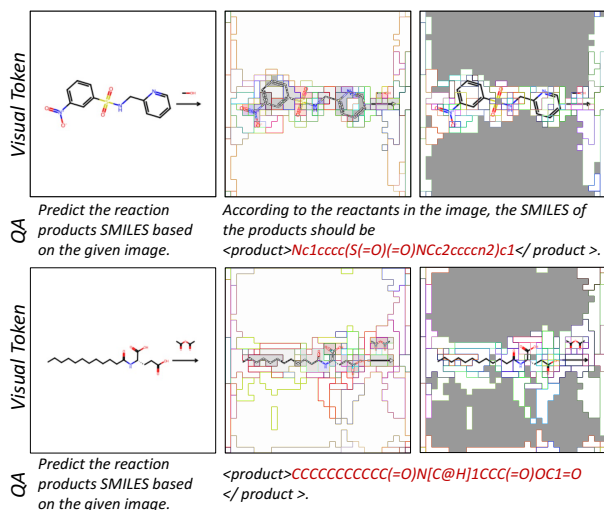 Visual Token
QA
Predict the reaction
products SMILES based
on the given image.
According to the reactants in the image, the SMILES of
the products should be
<product>Nc1cccc(S(=O)(=O)NCc2ccccn2)c1</ product >.
Visual Token
QA
Predict the reaction
products SMILES based
on the given image.
<product>CCCCCCCCCCC(=O)N[C@H]1CCC(=O)OC1=O
</ product >.